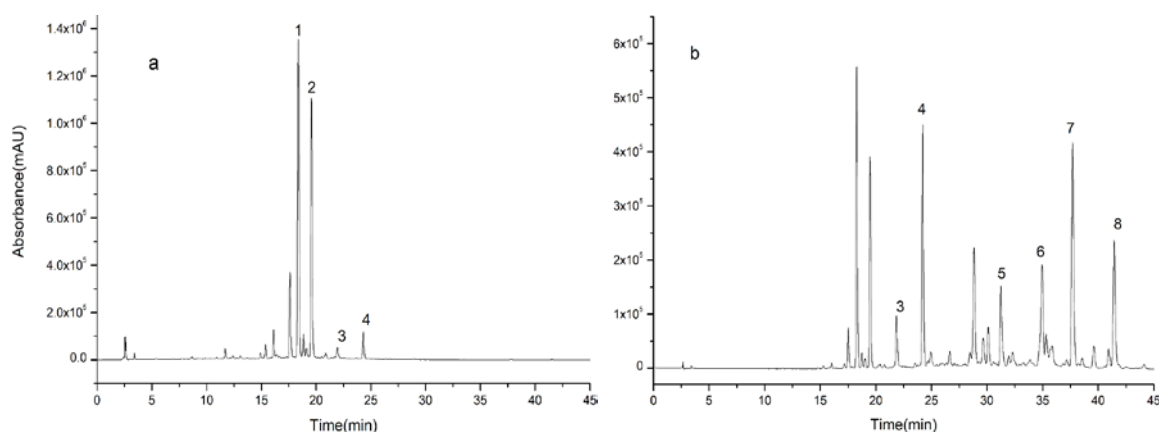 Absorbance(mAU)
1.4x10⁶
1.2x10⁶
1.0x10⁶
8.0x10⁵
6.0x10⁵
4.0x10⁵
2.0x10⁵
0.0
a
1
2
3
4
0 5 10 15 20 25 30 35 40 45
Time(min)
6x10⁵
5x10⁵
4x10⁵
3x10⁵
2x10⁵
1x10⁵
0
b
3
4
5
6
7
8
0 5 10 15 20 25 30 35 40 45
Time(min)